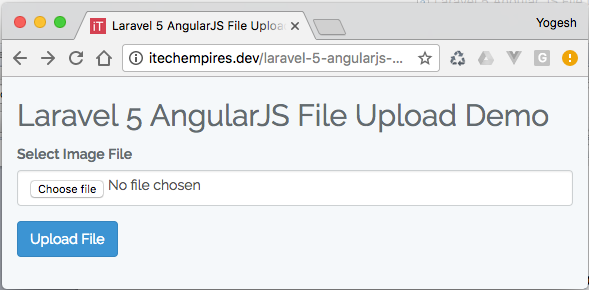 iT Laravel 5 AngularJS File Uploa
Yogesh
itechempires.dev/laravel-5-angularjs-...
G
Laravel 5 AngularJS File Upload Demo
Select Image File
Choose file No file chosen
Upload File